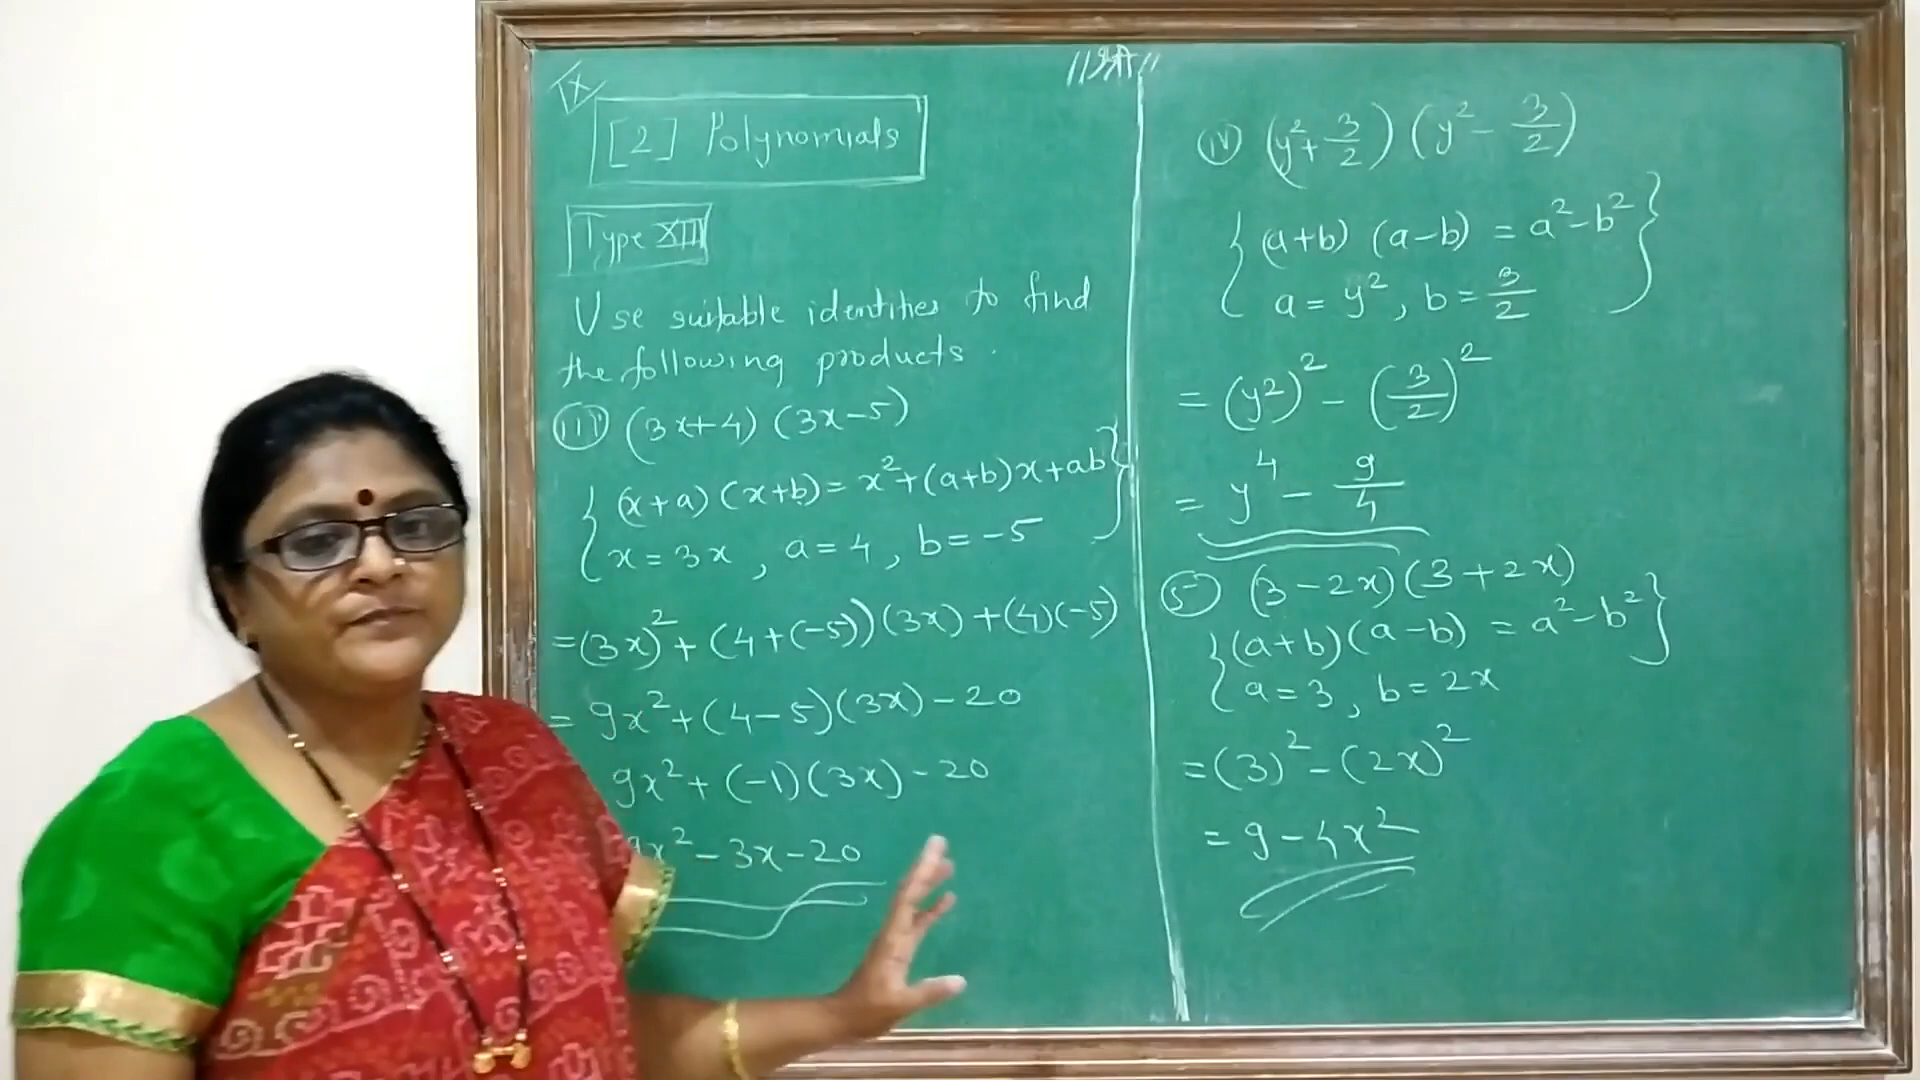 IX
[2] Polynomials
Type XII
Use suitable identities to find
the following products.
(iii) (3x+4) (3x-5)
{ (x+a) (x+b) = x²+(a+b)x+ab }
x = 3x , a = 4 , b = -5
=(3x)²+(4+(-5))(3x)+(4)(-5)
= 9x²+(4-5)(3x)-20
9x²+(-1)(3x)-20
9x²-3x-20
(iv) (y²+3/2) (y²-3/2)
{ (a+b) (a-b) = a²-b² }
a = y² , b = 3/2
= (y²)² - (3/2)²
= y⁴ - 9/4
(5) (3-2x)(3+2x)
{ (a+b)(a-b) = a²-b² }
a = 3 , b = 2x
= (3)² - (2x)²
= 9 - 4x²